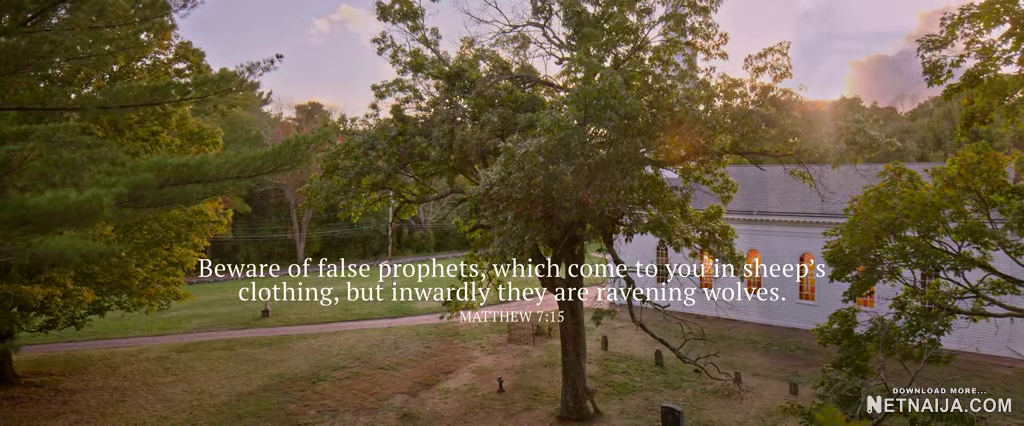 Beware of false prophets, which come to you in sheep's
clothing, but inwardly they are ravening wolves.
MATTHEW 7:15
DOWNLOAD MORE...
NETNAIJA.COM